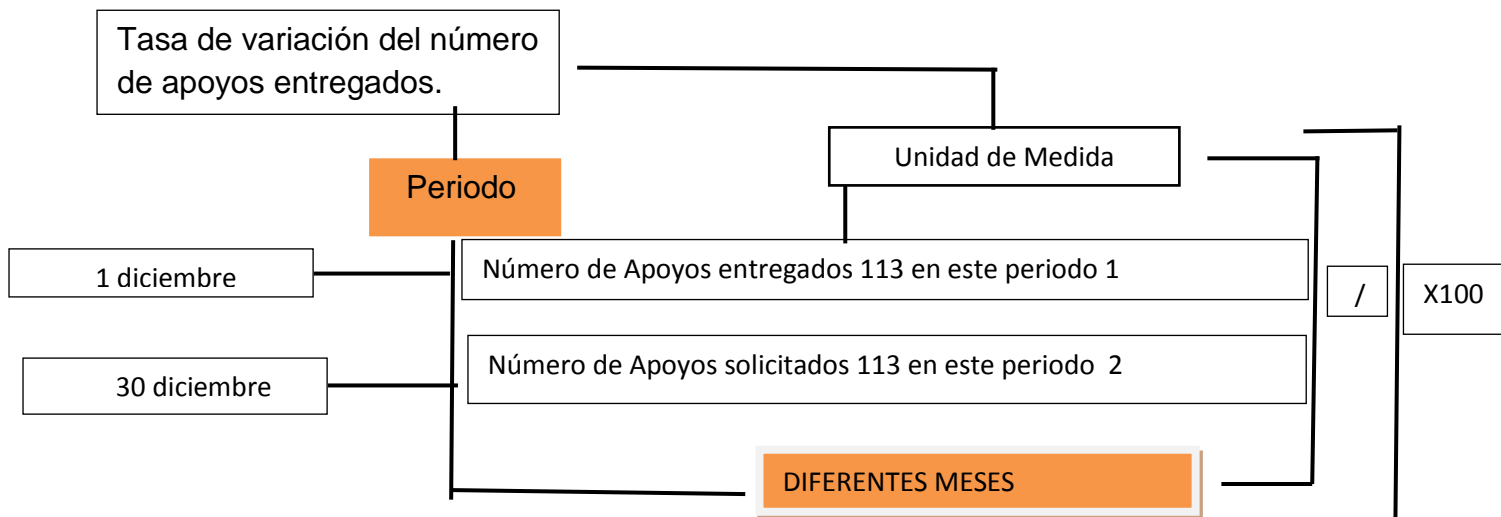 Tasa de variación del número
de apoyos entregados.
Unidad de Medida
Periodo
1 diciembre
Número de Apoyos entregados 113 en este periodo 1
/
X100
30 diciembre
Número de Apoyos solicitados 113 en este periodo  2
DIFERENTES MESES